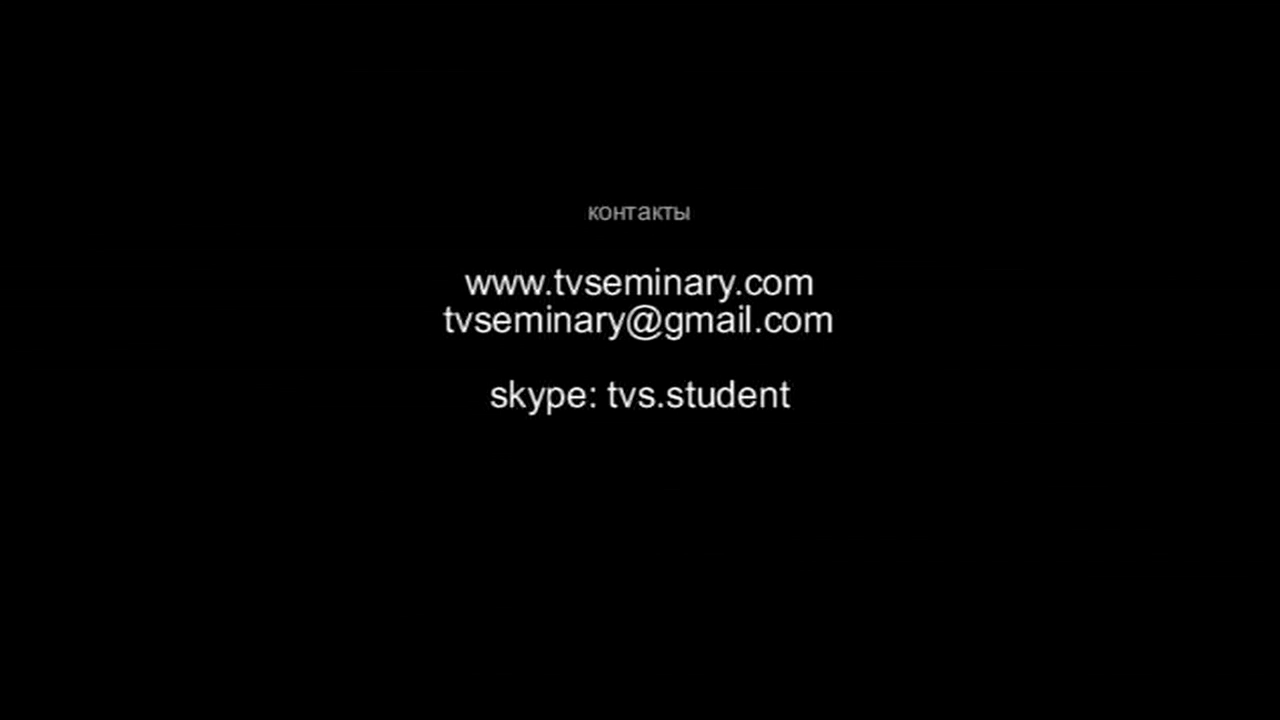 контакты
www.tvseminary.com
tvseminary@gmail.com
skype: tvs.student